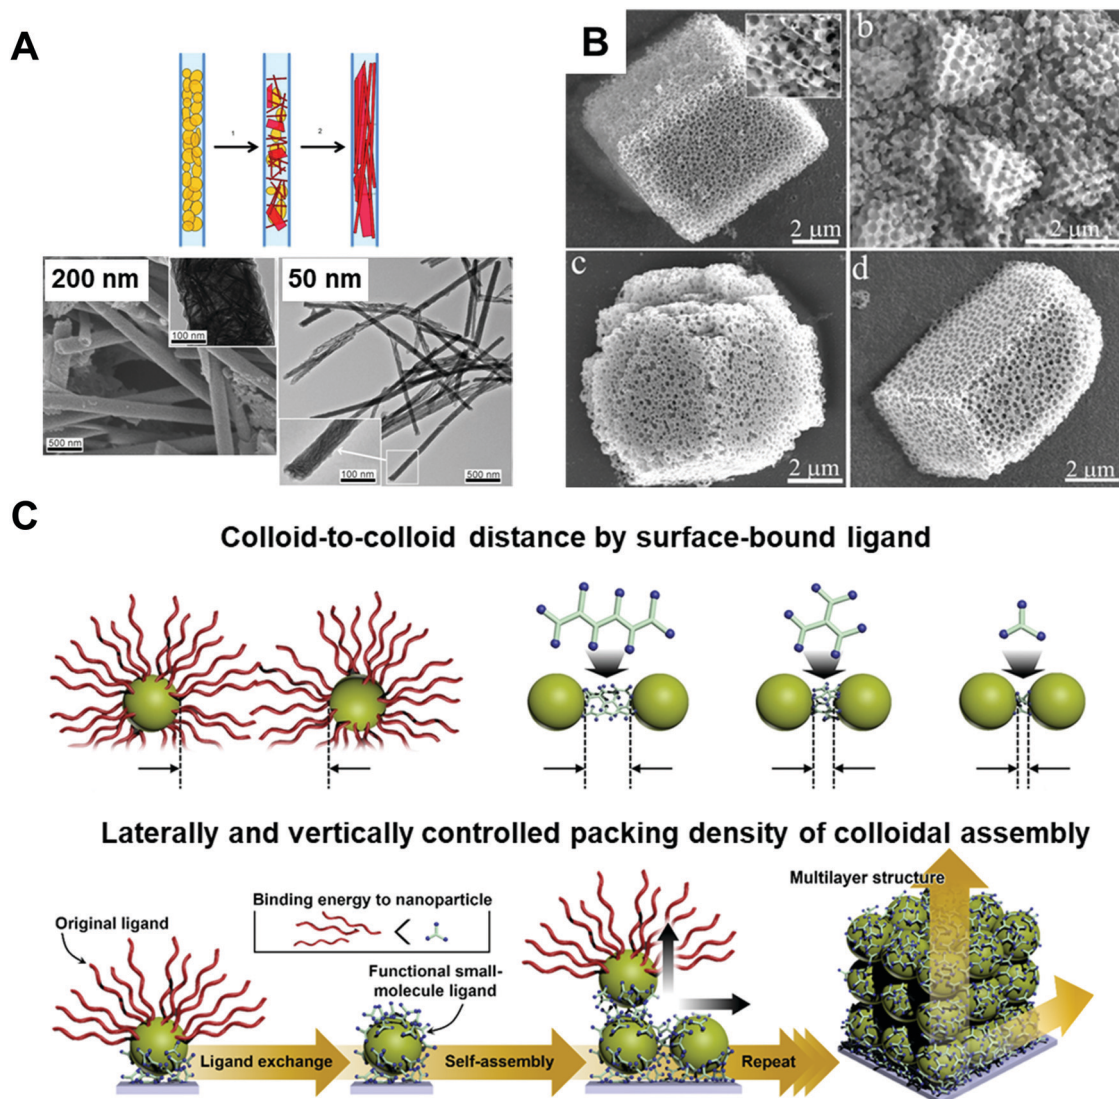 A
1
2
200 nm
100 nm
500 nm
50 nm
100 nm
500 nm
B
2 μm
b
2 μm
c
2 μm
d
2 μm
C
Colloid-to-colloid distance by surface-bound ligand
Laterally and vertically controlled packing density of colloidal assembly
Original ligand
Binding energy to nanoparticle
<
Functional small-
molecule ligand
Multilayer structure
Ligand exchange
Self-assembly
Repeat